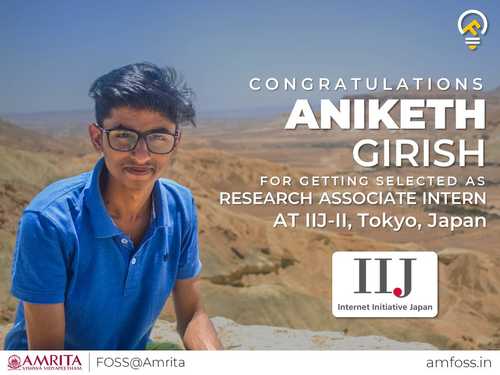 CONGRATULATIONS
ANIKETH
GIRISH
FOR GETTING SELECTED AS
RESEARCH ASSOCIATE INTERN
AT IIJ-II, Tokyo, Japan
IIJ
Internet Initiative Japan
AMRITA
VISHWA VIDYAPEETHAM
FOSS@Amrita
amfoss.in